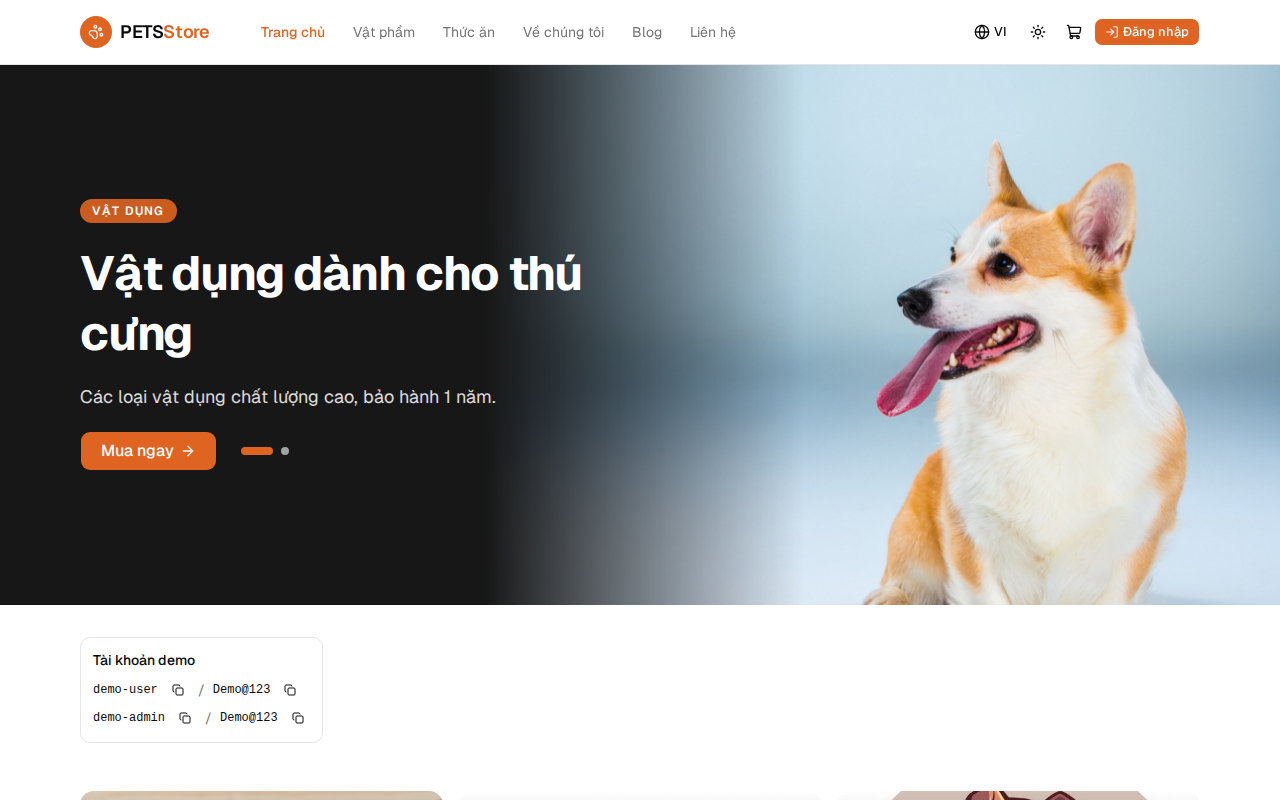 PETSStore
Trang chủ
Vật phẩm
Thức ăn
Về chúng tôi
Blog
Liên hệ
VI
Đăng nhập
VẬT DỤNG
Vật dụng dành cho thú
cưng
Các loại vật dụng chất lượng cao, bảo hành 1 năm.
Mua ngay
Tài khoản demo
demo-user / Demo@123
demo-admin / Demo@123